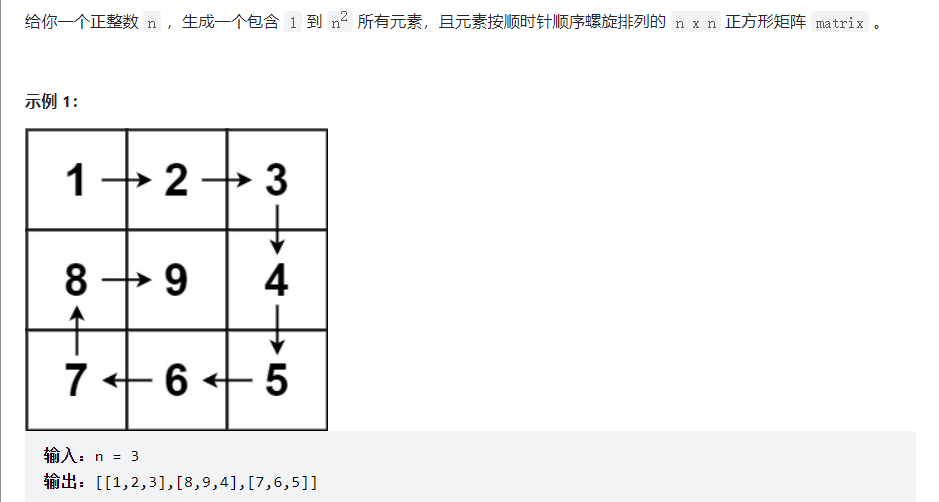 给你一个正整数 n ，生成一个包含 1 到 n² 所有元素，且元素按顺时针顺序螺旋排列的 n x n 正方形矩阵 matrix 。
示例 1：
1 2 3
8 9 4
7 6 5
输入：n = 3
输出：[[1,2,3],[8,9,4],[7,6,5]]